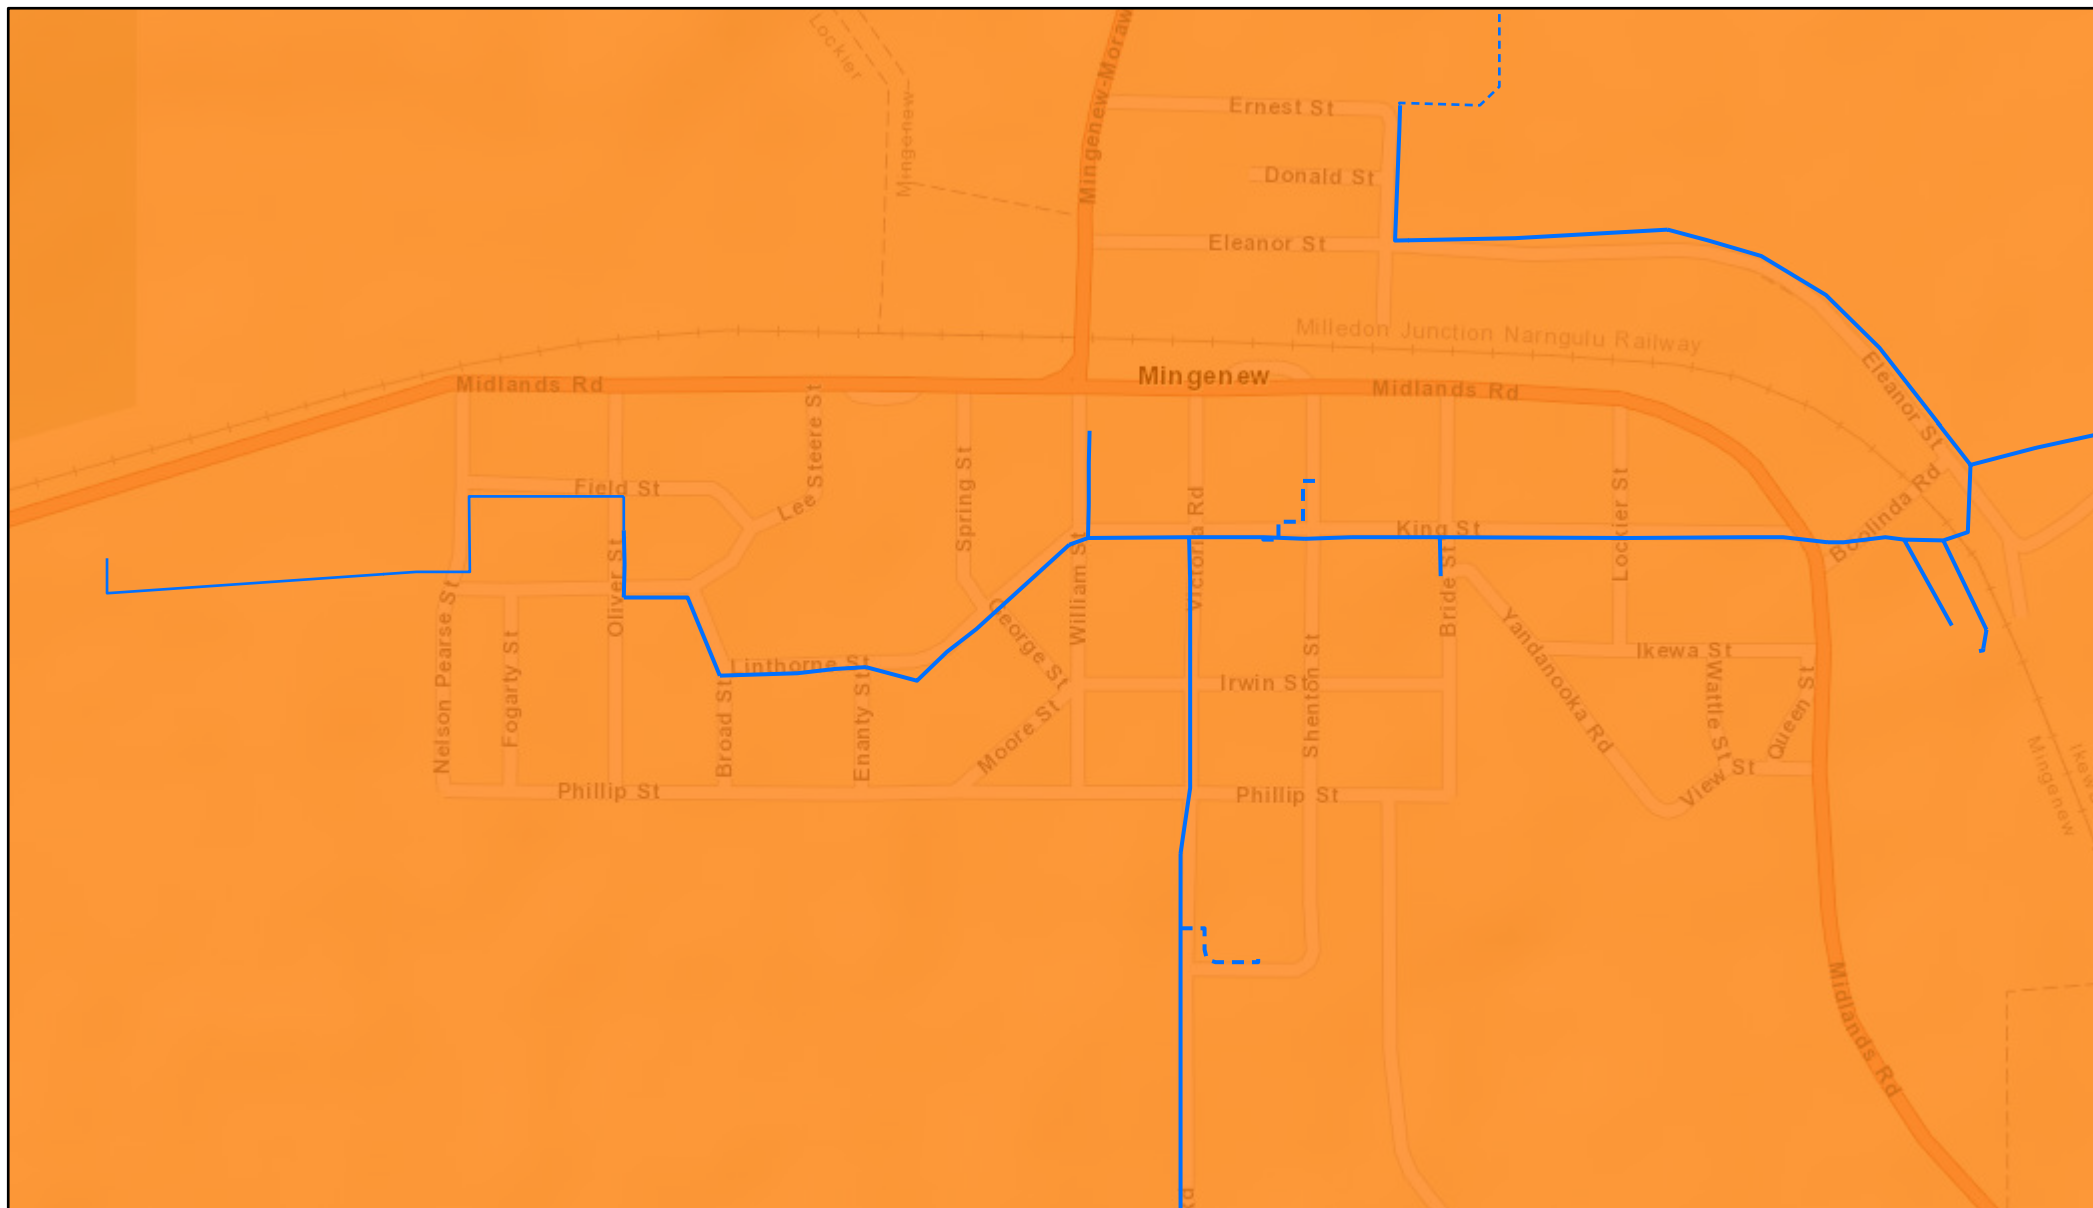 Lockier
Mingenew-Moraw
Mingenew
Ernest St
Donald St
Eleanor St
Milledon Junction Narngulu Railway
Midlands Rd
Mingenew
Midlands Rd
Eleanor St
Lee Steere St
Field St
Spring St
Victoria Rd
King St
Lockier St
Boolinda Rd
Oliver St
William St
Bride St
Nelson Pearse St
Fogarty St
George St
Yandanooka Rd
Linthorne St
Shenton St
Ikewa St
Irwin St
Wattle St
Queen St
Broad St
Enanty St
Moore St
View St
Phillip St
Phillip St
Mingenew
Midlands Rd